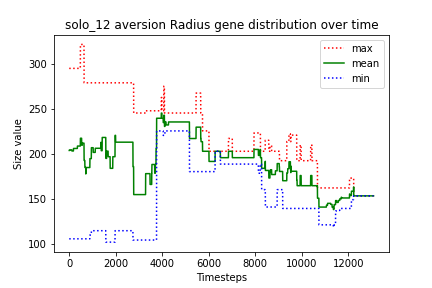 solo_12 aversion Radius gene distribution over time
max
mean
min
Size value
300
250
200
150
100
0
2000
4000
6000
8000
10000
12000
Timesteps